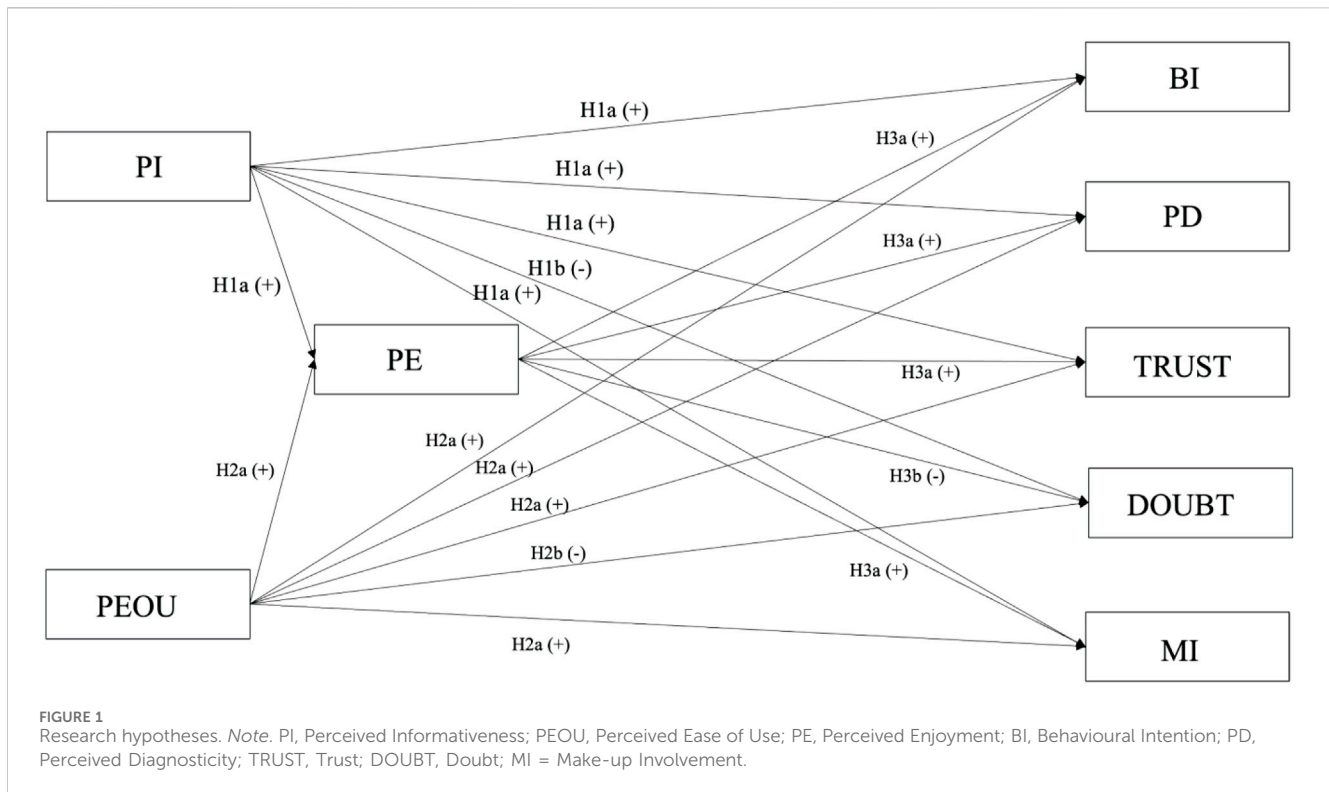 BI
H1a (+)
H3a (+)
PI
H1a (+)
PD
H1a (+)
H3a (+)
H1b (-)
H1a (+)
H1a (+)
PE
TRUST
H3a (+)
H2a (+)
H2a (+)
H2a (+)
H3b (-)
DOUBT
H2a (+)
H2b (-)
H3a (+)
PEOU
H2a (+)
MI
FIGURE 1
Research hypotheses. Note. PI, Perceived Informativeness; PEOU, Perceived Ease of Use; PE, Perceived Enjoyment; BI, Behavioural Intention; PD,
Perceived Diagnosticity; TRUST, Trust; DOUBT, Doubt; MI = Make-up Involvement.